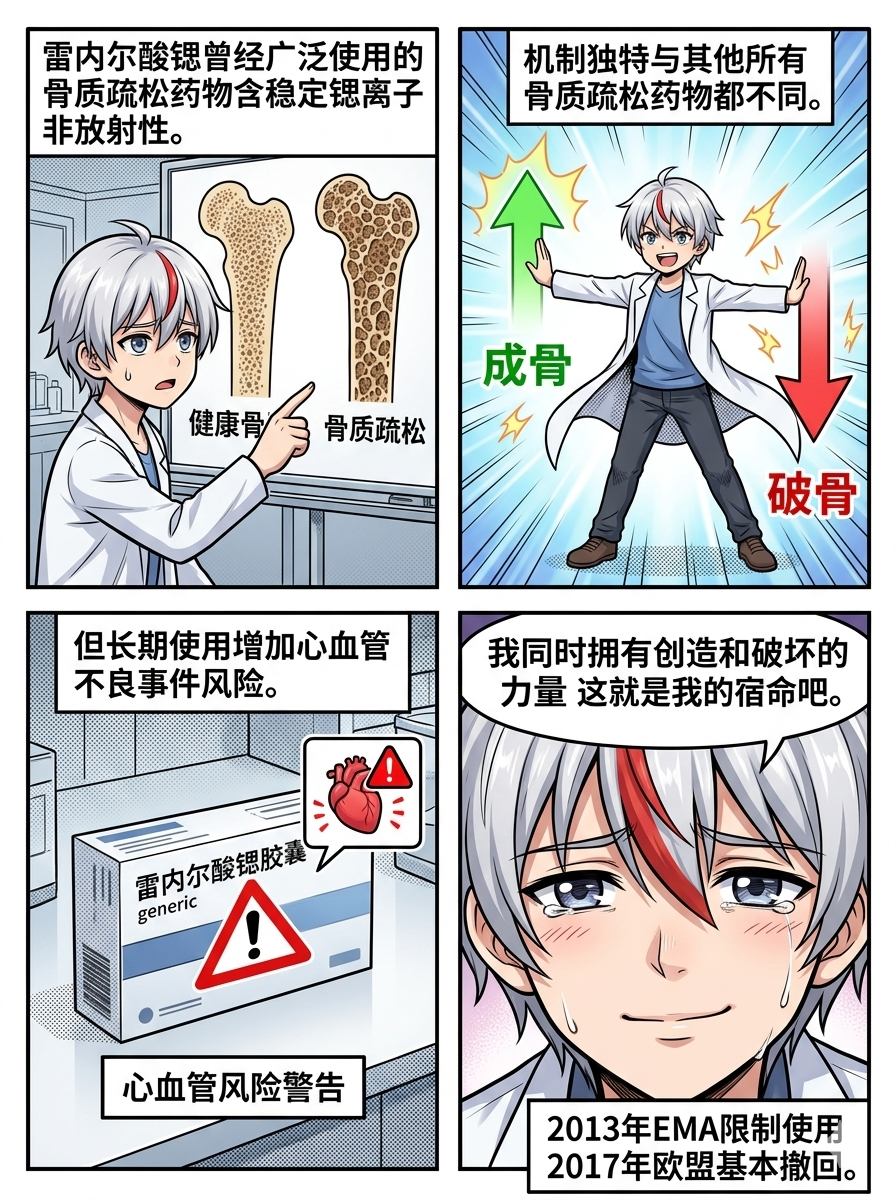 雷内尔酸锶曾经广泛使用的
骨质疏松药物含稳定锶离子
非放射性。
健康骨
骨质疏松
机制独特与其他所有
骨质疏松药物都不同。
成骨
破骨
但长期使用增加心血管
不良事件风险。
雷内尔酸锶胶囊
generic
心血管风险警告
我同时拥有创造和破坏的
力量 这就是我的宿命吧。
2013年EMA限制使用
2017年欧盟基本撤回。